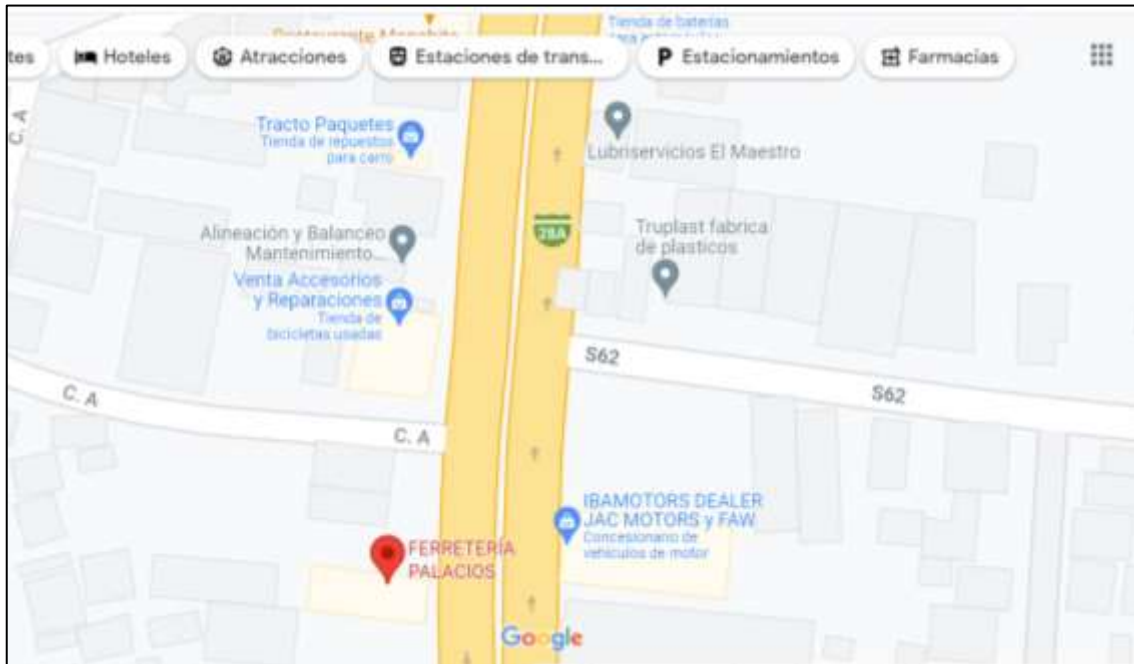 Tienda de baterías
tes
Hoteles
Atracciones
Estaciones de trans...
P Estacionamientos
Farmacias
C. A
Tracto Paquetes
Tienda de repuestos
para carro
Lubriservicios El Maestro
28A
Truplast fabrica
de plasticos
Alineación y Balanceo
Mantenimiento...
Venta Accesorios
y Reparaciones
Tienda de
bicicletas usadas
S62
S62
C. A
C. A
IBAMOTORS DEALER
JAC MOTORS y FAW
Concesionario de
vehículos de motor
FERRETERÍA
PALACIOS
Google